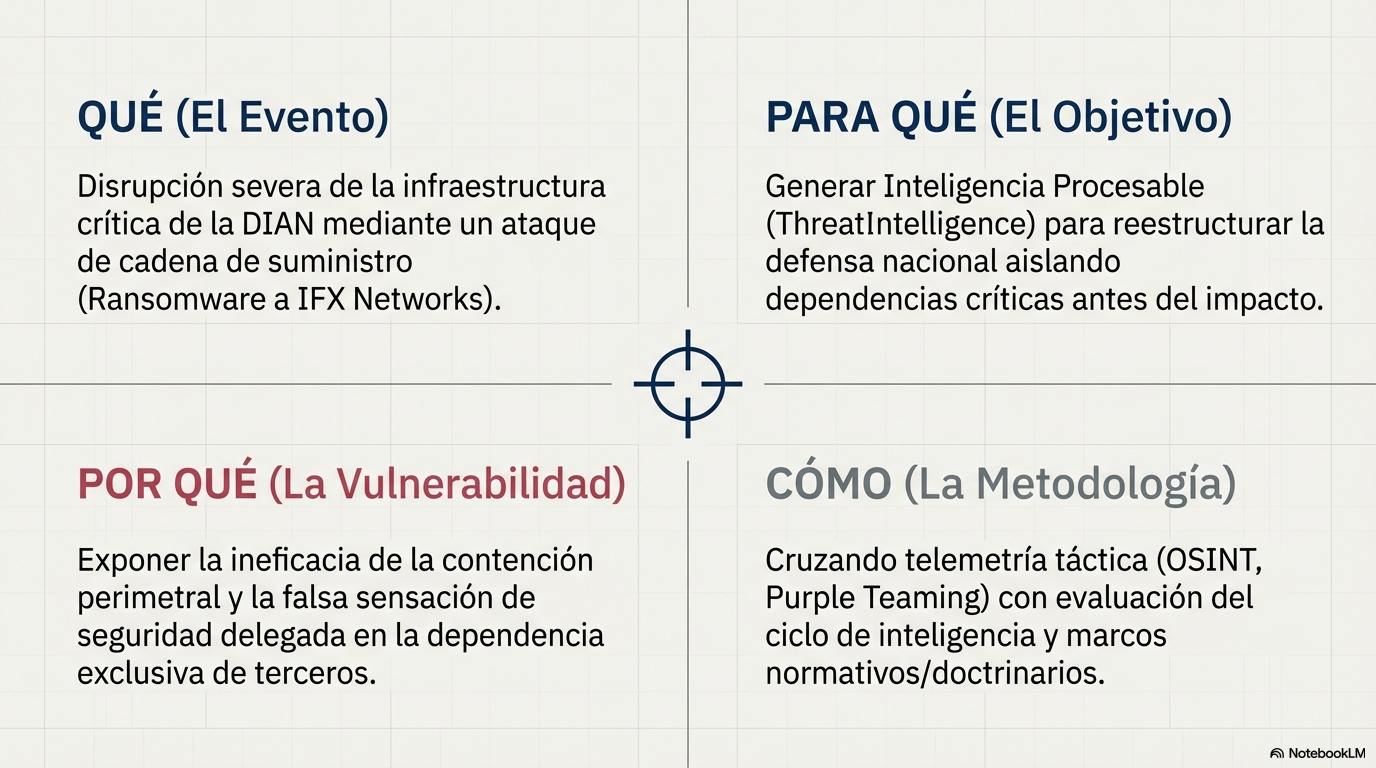 QUÉ (El Evento)
Disrupción severa de la infraestructura
crítica de la DIAN mediante un ataque
de cadena de suministro
(Ransomware a IFX Networks).
PARA QUÉ (El Objetivo)
Generar Inteligencia Procesable
(ThreatIntelligence) para reestructurar la
defensa nacional aislando
dependencias críticas antes del impacto.
POR QUÉ (La Vulnerabilidad)
Exponer la ineficacia de la contención
perimetral y la falsa sensación de
seguridad delegada en la dependencia
exclusiva de terceros.
CÓMO (La Metodología)
Cruzando telemetría táctica (OSINT,
Purple Teaming) con evaluación del
ciclo de inteligencia y marcos
normativos/doctrinarios.
NotebookLM